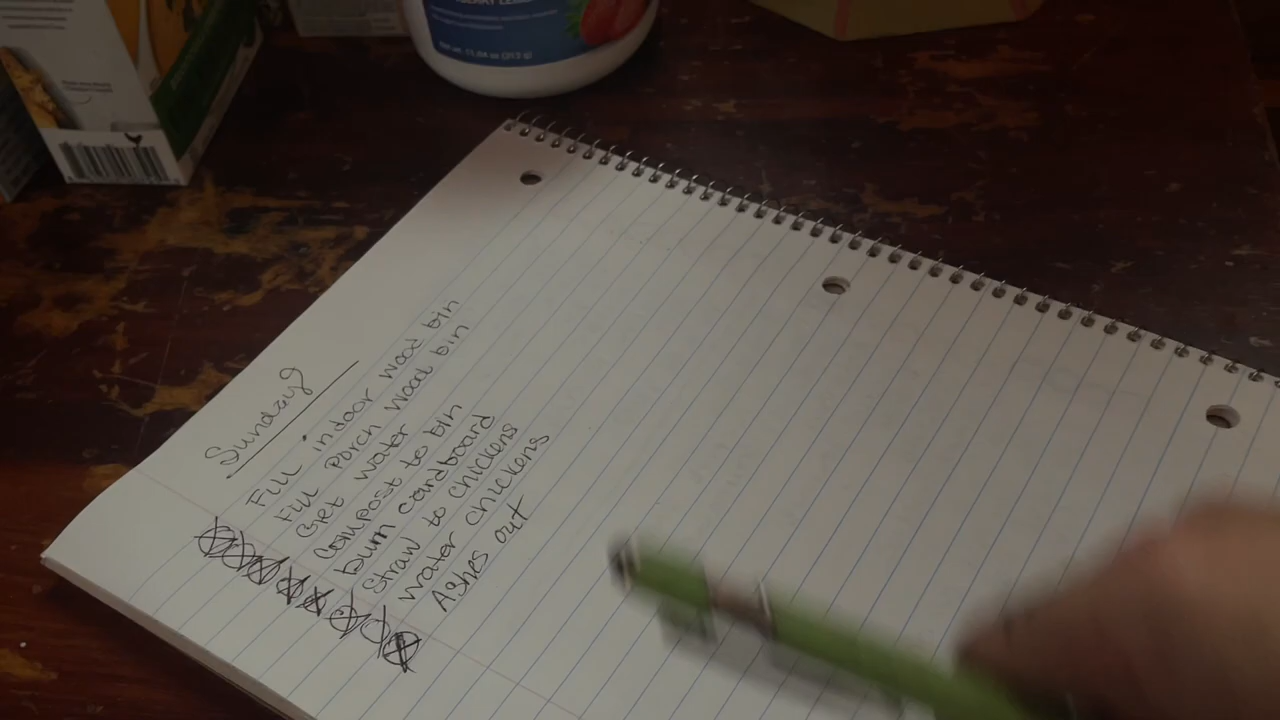 Sunday
Fill indoor wood bin
Fill porch wood bin
Get water
Compost to bin
burn cardboard
Straw to chickens
water chickens
Ashes out